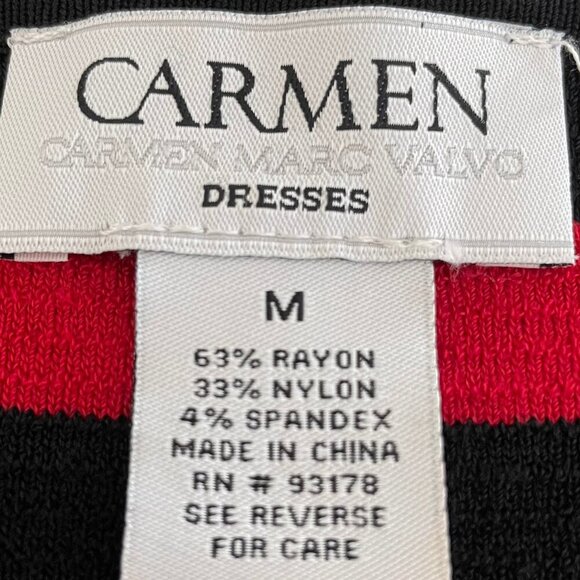 CARMEN
CARMEN MARC VALVO
DRESSES
M
63% RAYON
33% NYLON
4% SPANDEX
MADE IN CHINA
RN # 93178
SEE REVERSE
FOR CARE